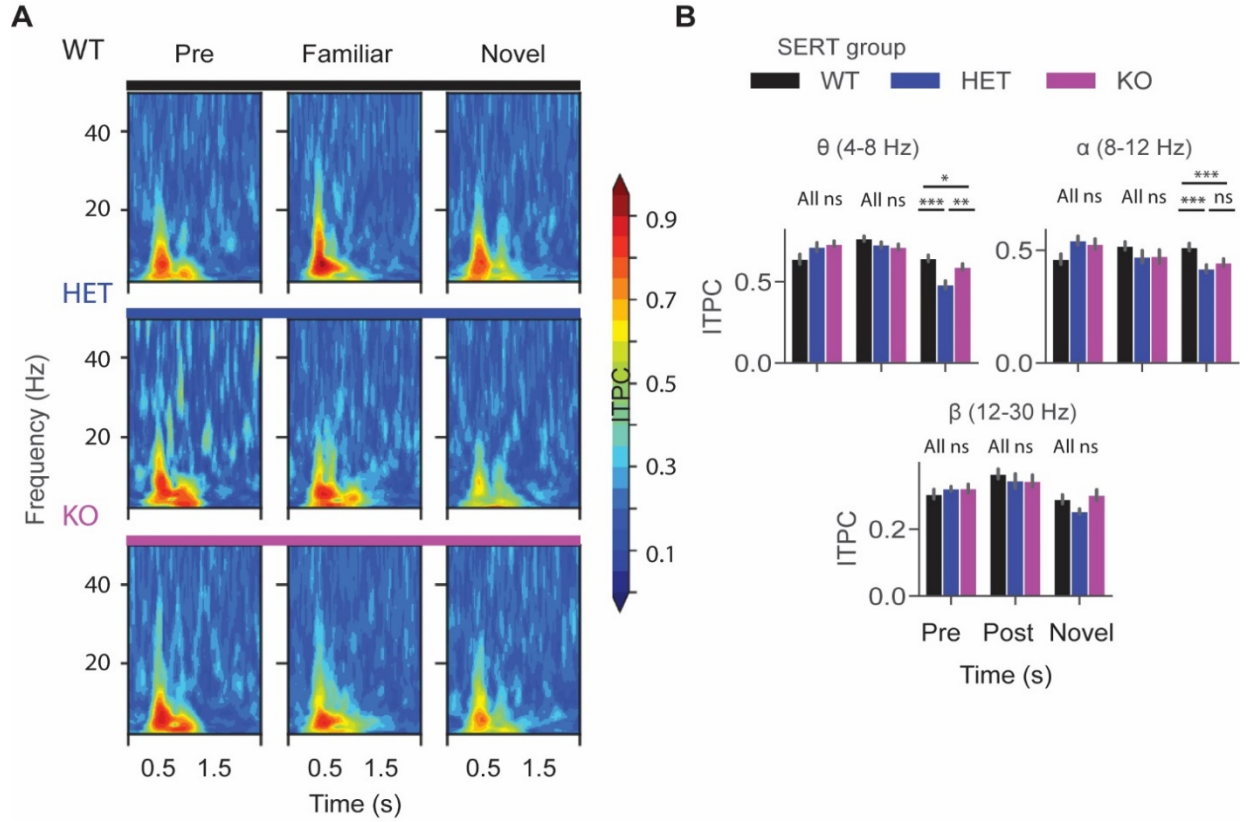 A
WT
Pre Familiar Novel
40
20
HET
40
20
KO
40
20
Frequency (Hz)
0.5 1.5 0.5 1.5 0.5 1.5
Time (s)
0.9
0.7
0.5
0.3
0.1
ITPC
B
SERT group
WT HET KO
θ (4-8 Hz)
All ns All ns * *** **
0.5
0.0
ITPC
α (8-12 Hz)
All ns All ns *** *** ns
0.5
0.0
β (12-30 Hz)
All ns All ns All ns
0.2
0.0
ITPC
Pre Post Novel
Time (s)